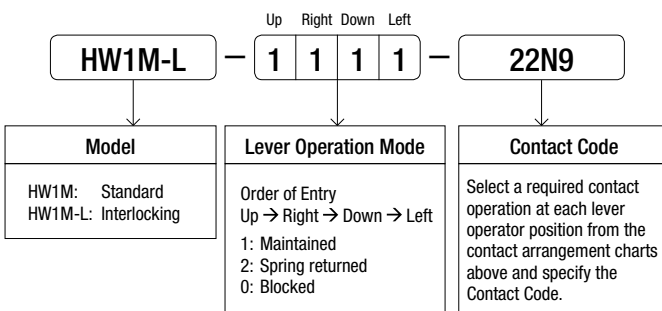 Up Right Down Left
HW1M-L – 1 1 1 1 – 22N9
Model
HW1M: Standard
HW1M-L: Interlocking
Lever Operation Mode
Order of Entry
Up → Right → Down → Left
1: Maintained
2: Spring returned
0: Blocked
Contact Code
Select a required contact
operation at each lever
operator position from the
contact arrangement charts
above and specify the
Contact Code.